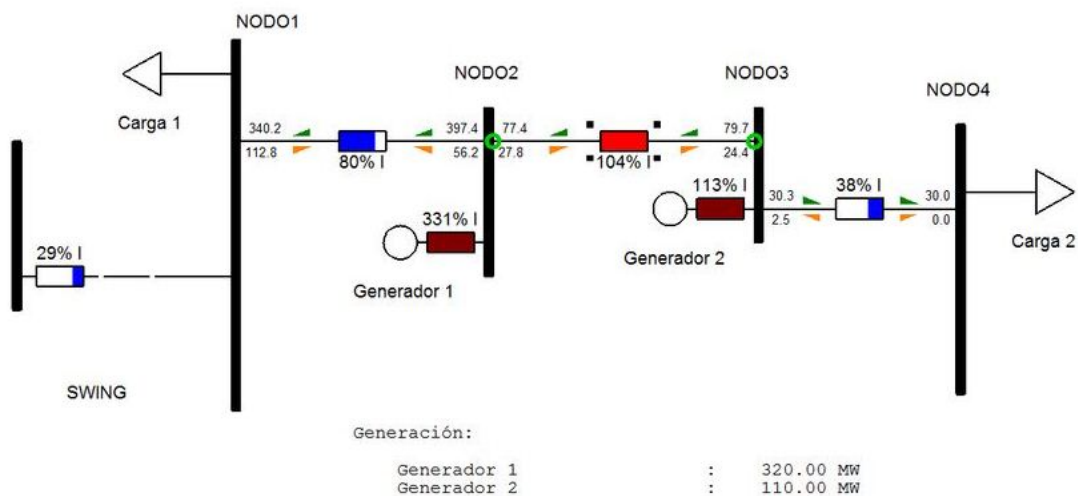 NODO1
NODO2
NODO3
NODO4
Carga 1
340.2
112.8
80% I
397.4
56.2
77.4
27.8
104% I
79.7
24.4
113% I
30.3
2.5
38% I
30.0
0.0
Carga 2
331% I
Generador 1
Generador 2
29% I
SWING
Generación:
Generador 1 : 320.00 MW
Generador 2 : 110.00 MW